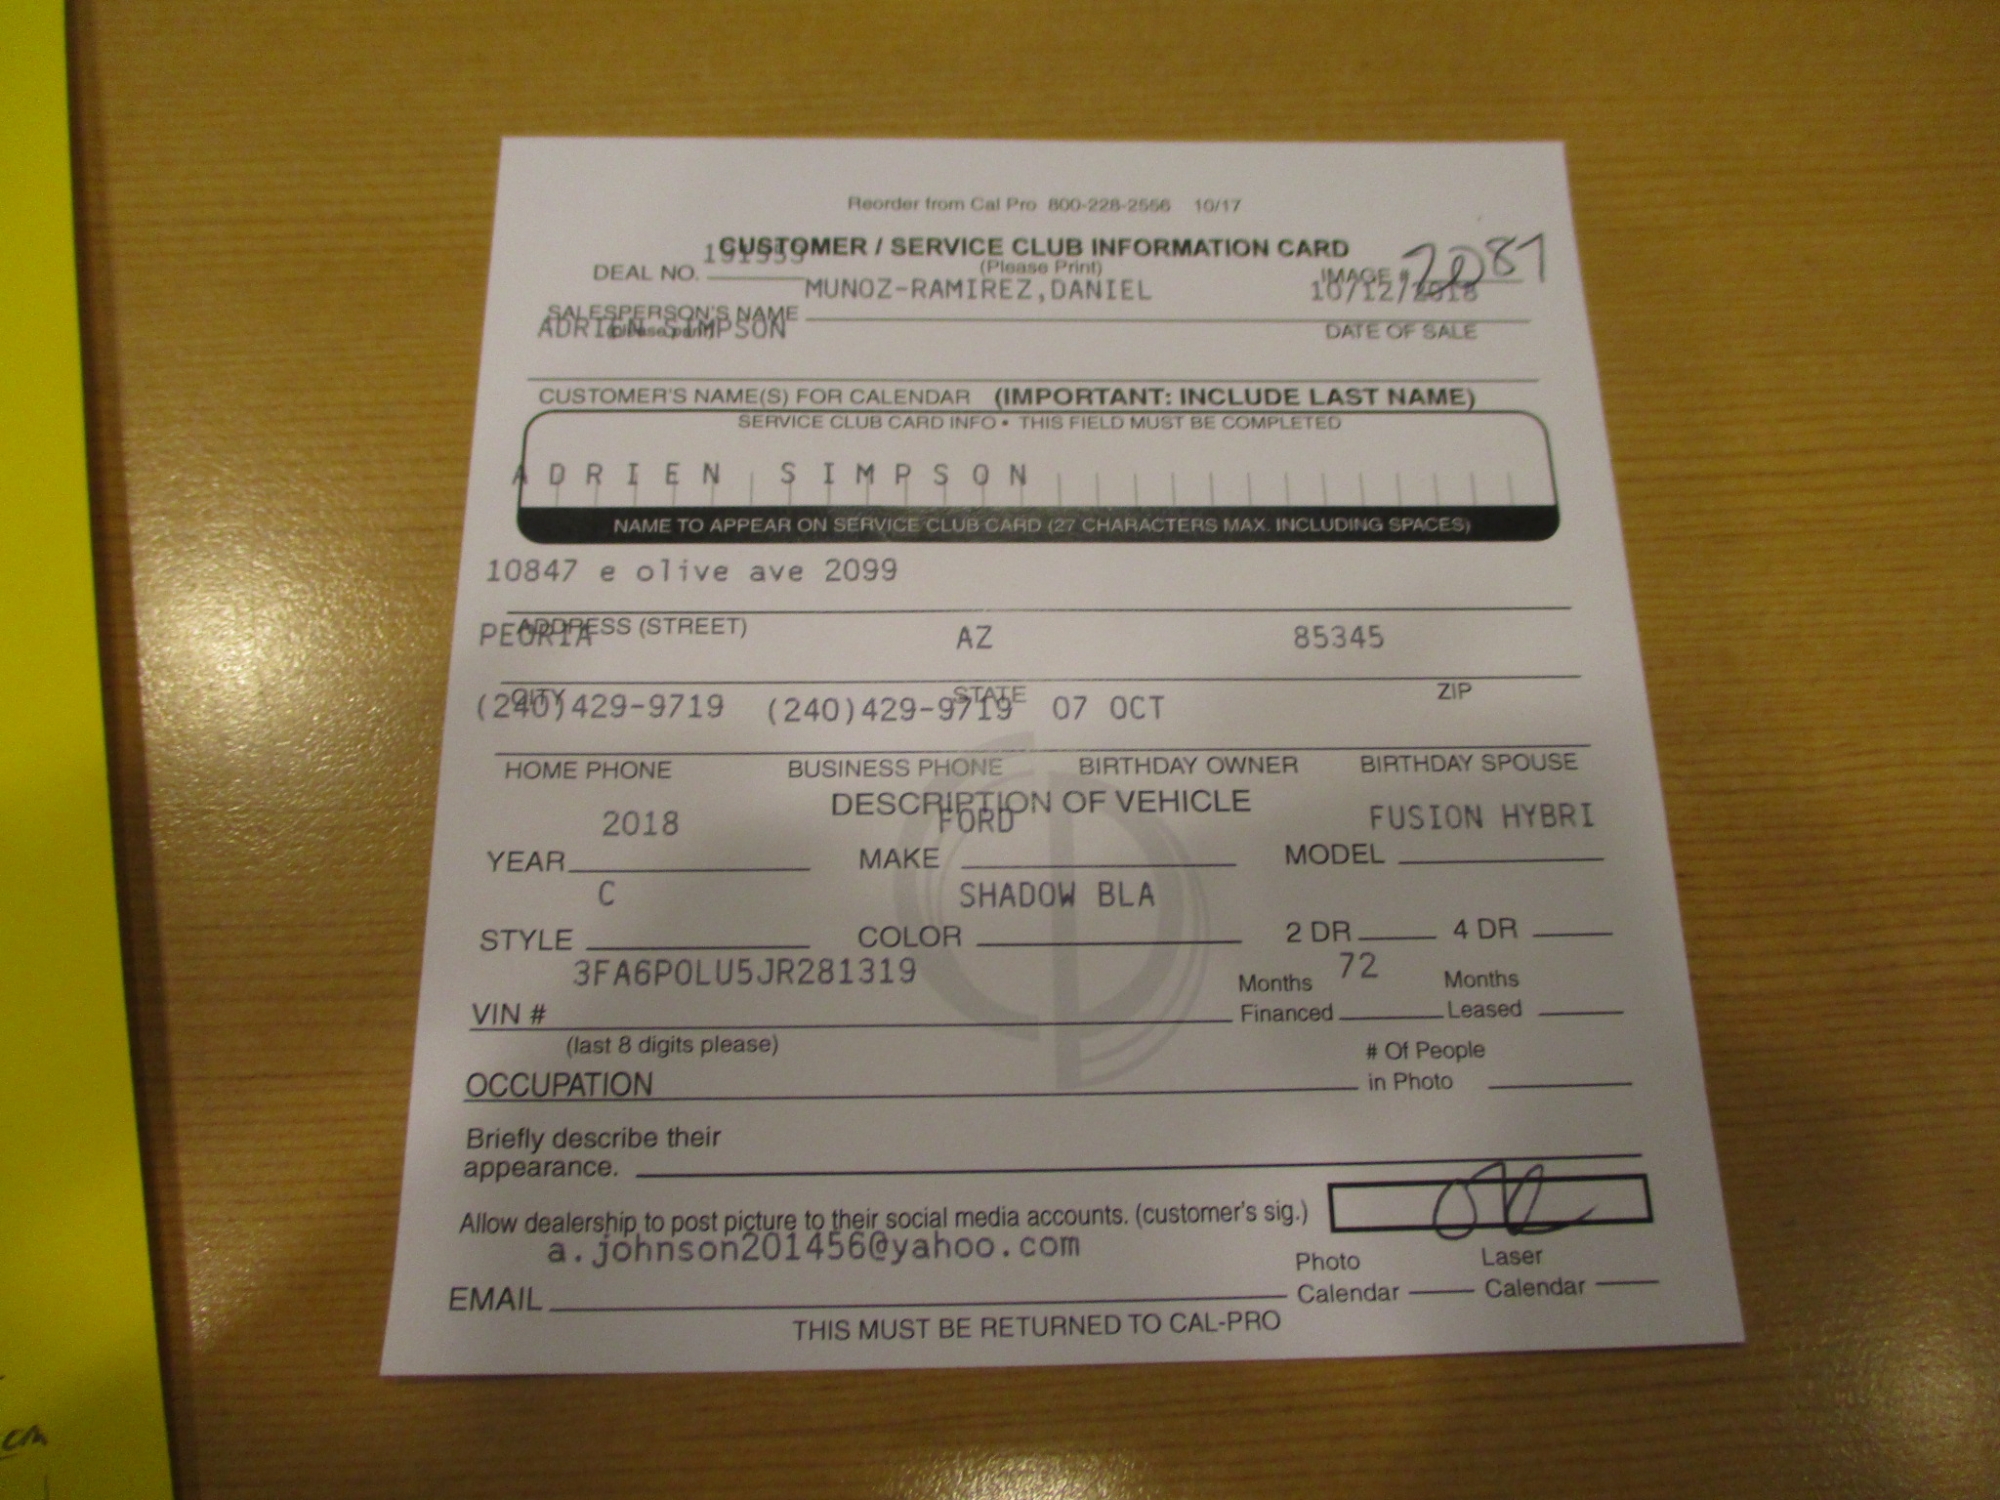 Reorder from Cal Pro 800-228-2566 10/17
CUSTOMER / SERVICE CLUB INFORMATION CARD
(Please Print)
DEAL NO. 191955 IMAGE # 2087
MUNOZ-RAMIREZ,DANIEL 10/12/2018
SALESPERSON'S NAME
(please print) DATE OF SALE
ADRIEN SIMPSON
CUSTOMER'S NAME(S) FOR CALENDAR (IMPORTANT: INCLUDE LAST NAME)
SERVICE CLUB CARD INFO • THIS FIELD MUST BE COMPLETED
ADRIEN SIMPSON
NAME TO APPEAR ON SERVICE CLUB CARD (27 CHARACTERS MAX. INCLUDING SPACES)
10847 e olive ave 2099
ADDRESS (STREET)
PEORIA AZ 85345
CITY STATE ZIP
(240)429-9719 (240)429-9719 07 OCT
HOME PHONE BUSINESS PHONE BIRTHDAY OWNER BIRTHDAY SPOUSE
DESCRIPTION OF VEHICLE
2018 FORD FUSION HYBRI
YEAR MAKE MODEL
C SHADOW BLA
STYLE COLOR 2 DR 4 DR
3FA6P0LU5JR281319 72
VIN # Months Financed Months Leased
(last 8 digits please)
OCCUPATION # Of People in Photo
Briefly describe their
appearance.
Allow dealership to post picture to their social media accounts. (customer's sig.)
a.johnson201456@yahoo.com
EMAIL Photo Calendar Laser Calendar
THIS MUST BE RETURNED TO CAL-PRO